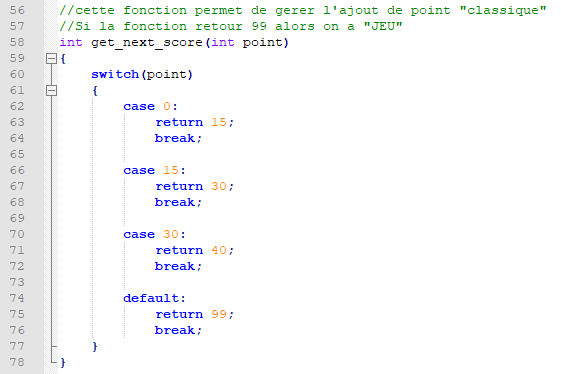 56 //cette fonction permet de gerer l'ajout de point "classique"
57 //Si la fonction retour 99 alors on a "JEU"
58 int get_next_score(int point)
59 {
60 switch(point)
61 {
62 case 0:
63 return 15;
64 break;
65
66 case 15:
67 return 30;
68 break;
69
70 case 30:
71 return 40;
72 break;
73
74 default:
75 return 99;
76 break;
77 }
78 }